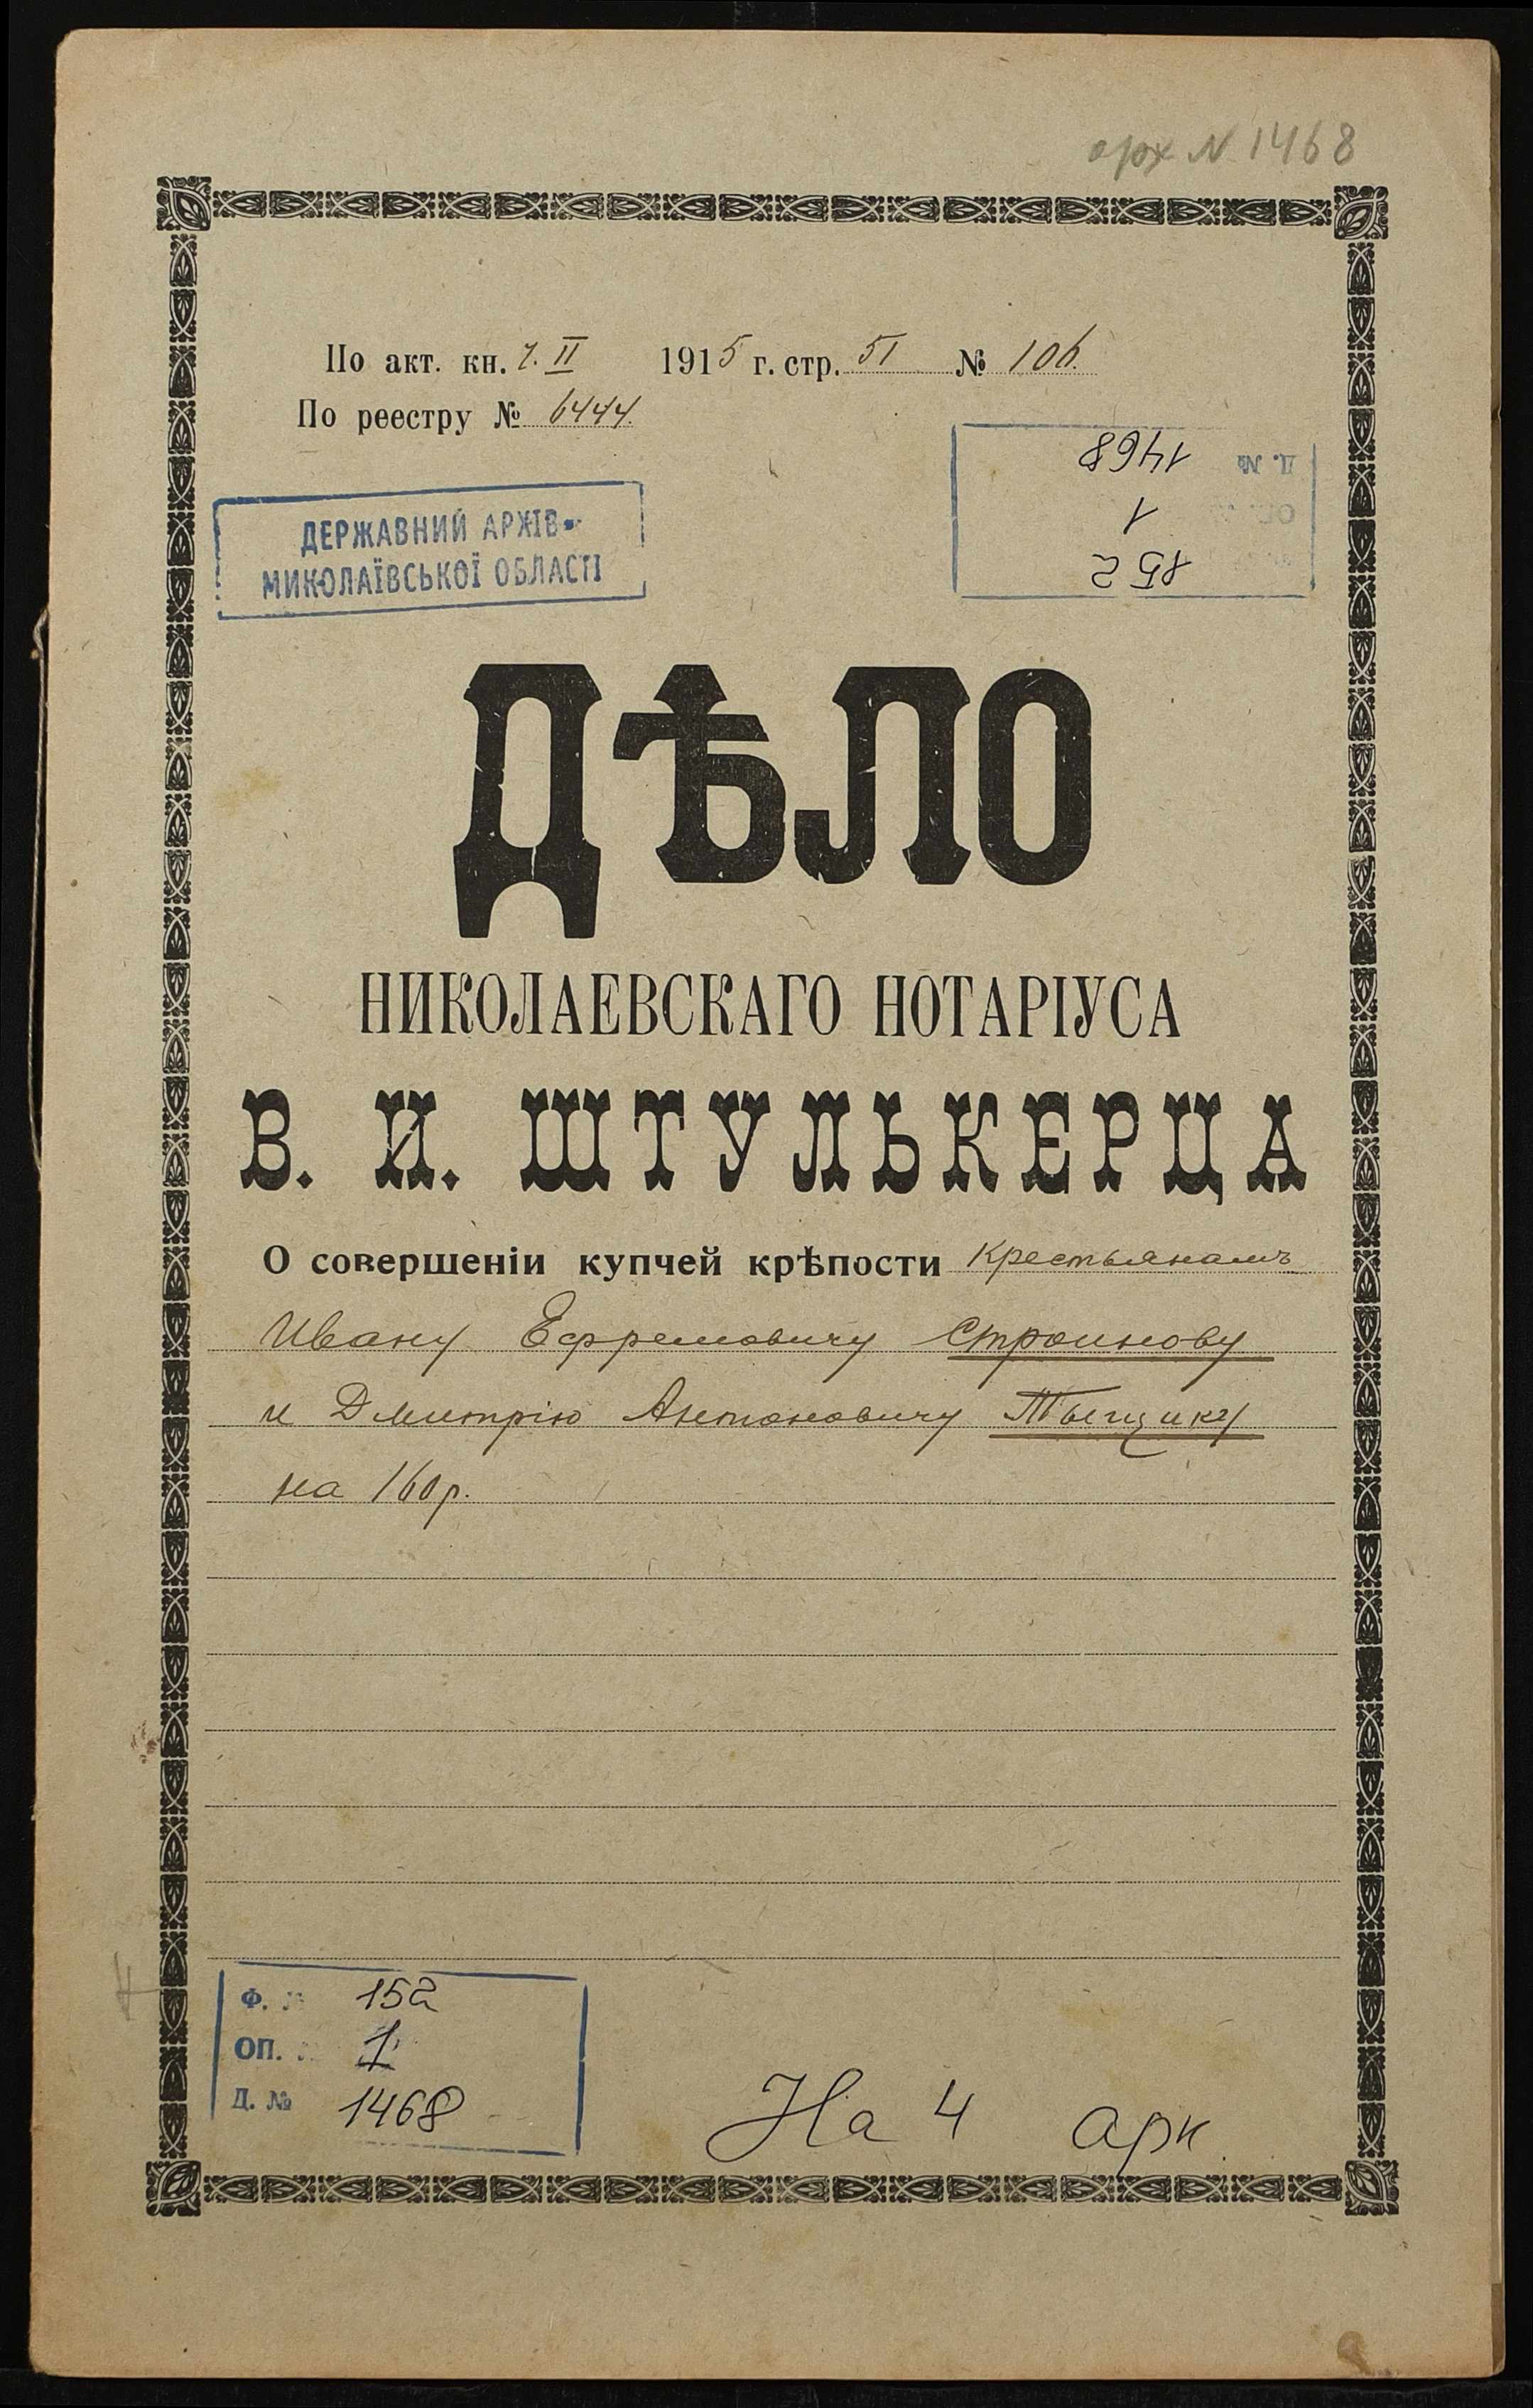 арх N 1468
По акт. кн. ч. II 1915 г. стр. 51 № 106.
По реестру № 6444.
Д. № 1468
ОП. 1
152
ДЕРЖАВНИЙ АРХІВ
МИКОЛАЇВСЬКОЇ ОБЛАСТІ
ДѢЛО
НИКОЛАЕВСКАГО НОТАРІУСА
В. И. ШТУЛЬКЕРЦА
О совершеніи купчей крѣпости крестьянамъ
Ивану Ефремовичу Строинову
и Дмитрію Антоновичу
на 160 р.
Ф. № 152
ОП. № 1
Д. № 1468
На 4 арк